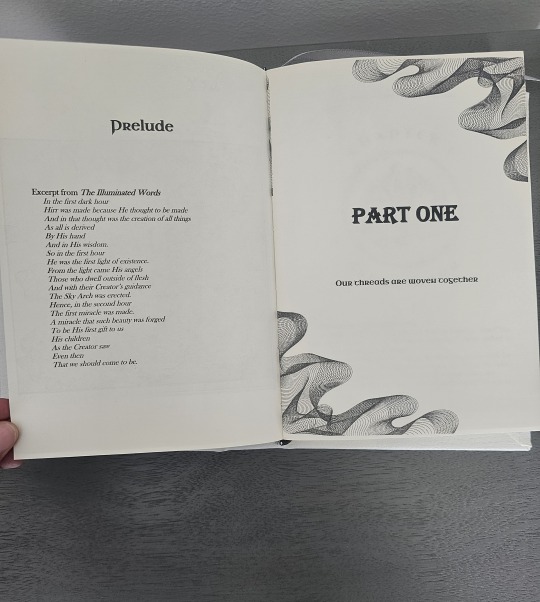 Prelude
Excerpt from The Illuminated Words
In the first dark hour
Hirr was made because He thought to be made
And in that thought was the creation of all things
As all is derived
By His hand
And in His wisdom.
So in the first hour
He was the first light of existence.
From the light came His angels
Those who dwell outside of flesh
And with their Creator's guidance
The Sky Arch was erected.
Hence, in the second hour
The first miracle was made.
A miracle that such beauty was forged
To be His first gift to us
His children
As the Creator saw
Even then
That we should come to be.
PART ONE
Our threads are woven together